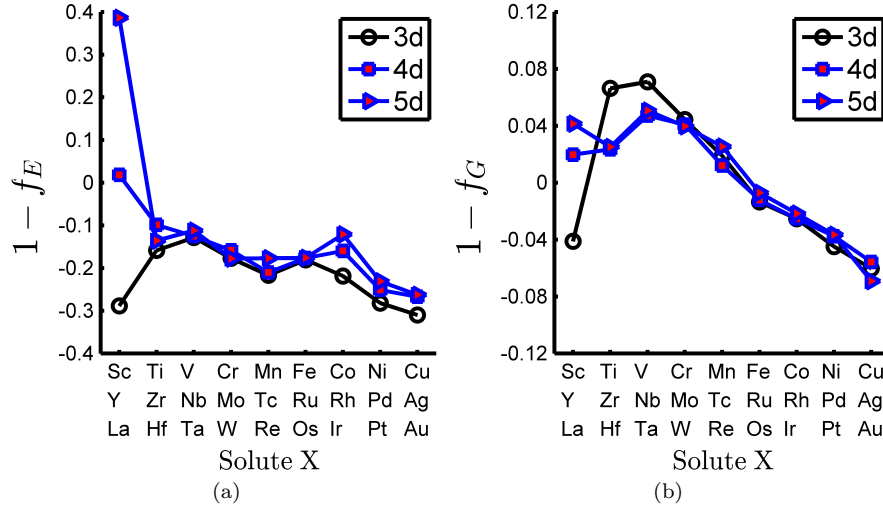 0.4
0.3
0.2
0.1
0
-0.1
-0.2
-0.3
-0.4
1 − f_E
3d
4d
5d
Sc Ti V Cr Mn Fe Co Ni Cu
Y Zr Nb Mo Tc Ru Rh Pd Ag
La Hf Ta W Re Os Ir Pt Au
Solute X
(a)
0.12
0.08
0.04
0
-0.04
-0.08
-0.12
1 − f_G
3d
4d
5d
Sc Ti V Cr Mn Fe Co Ni Cu
Y Zr Nb Mo Tc Ru Rh Pd Ag
La Hf Ta W Re Os Ir Pt Au
Solute X
(b)